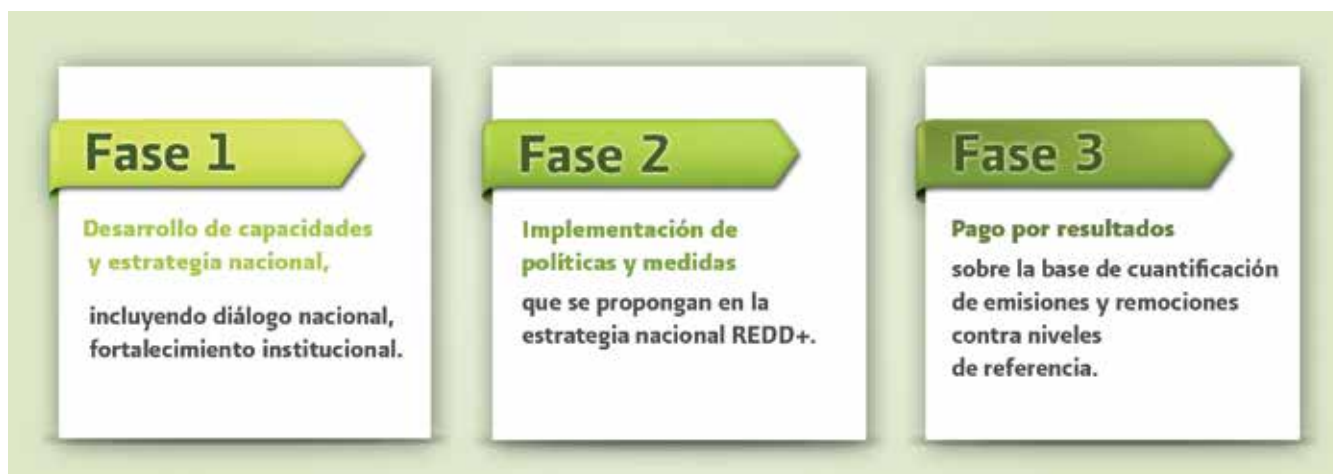 Fase 1
Desarrollo de capacidades
y estrategia nacional,
incluyendo diálogo nacional,
fortalecimiento institucional.
Fase 2
Implementación de
políticas y medidas
que se propongan en la
estrategia nacional REDD+.
Fase 3
Pago por resultados
sobre la base de cuantificación
de emisiones y remociones
contra niveles
de referencia.